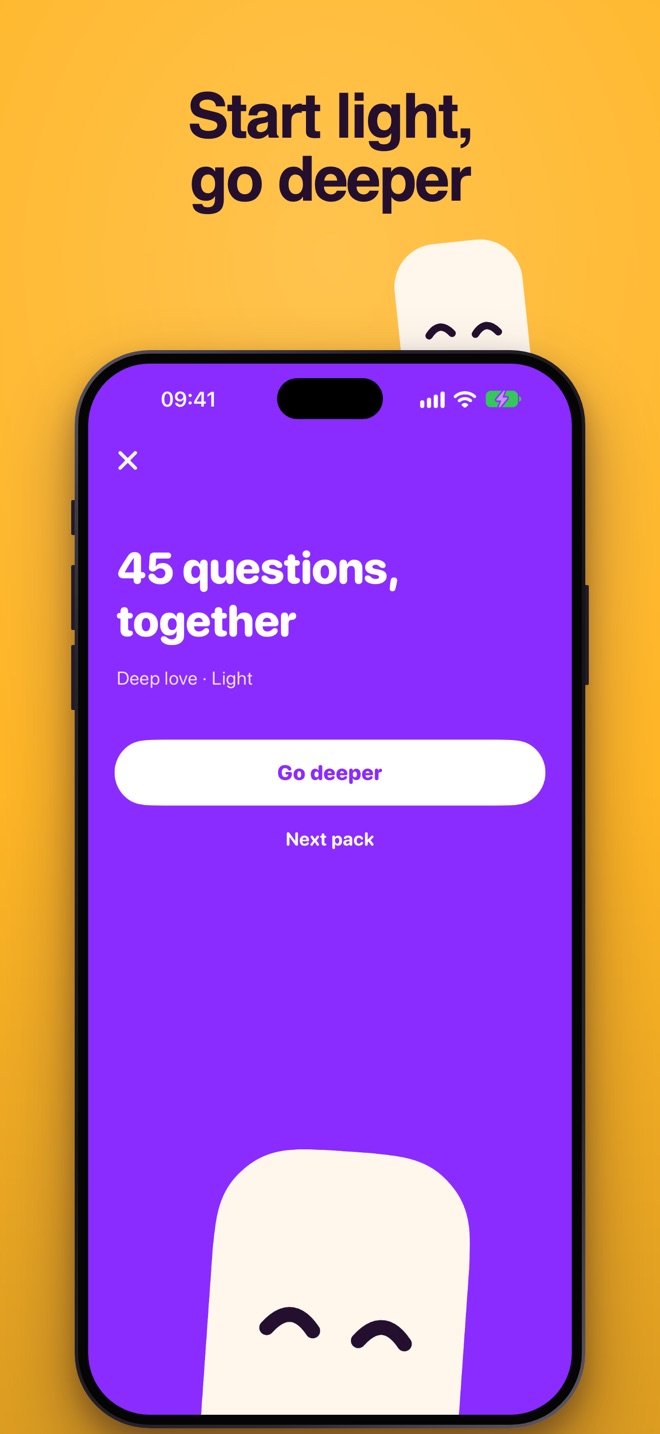 Start light,
go deeper
09:41
45 questions,
together
Deep love · Light
Go deeper
Next pack